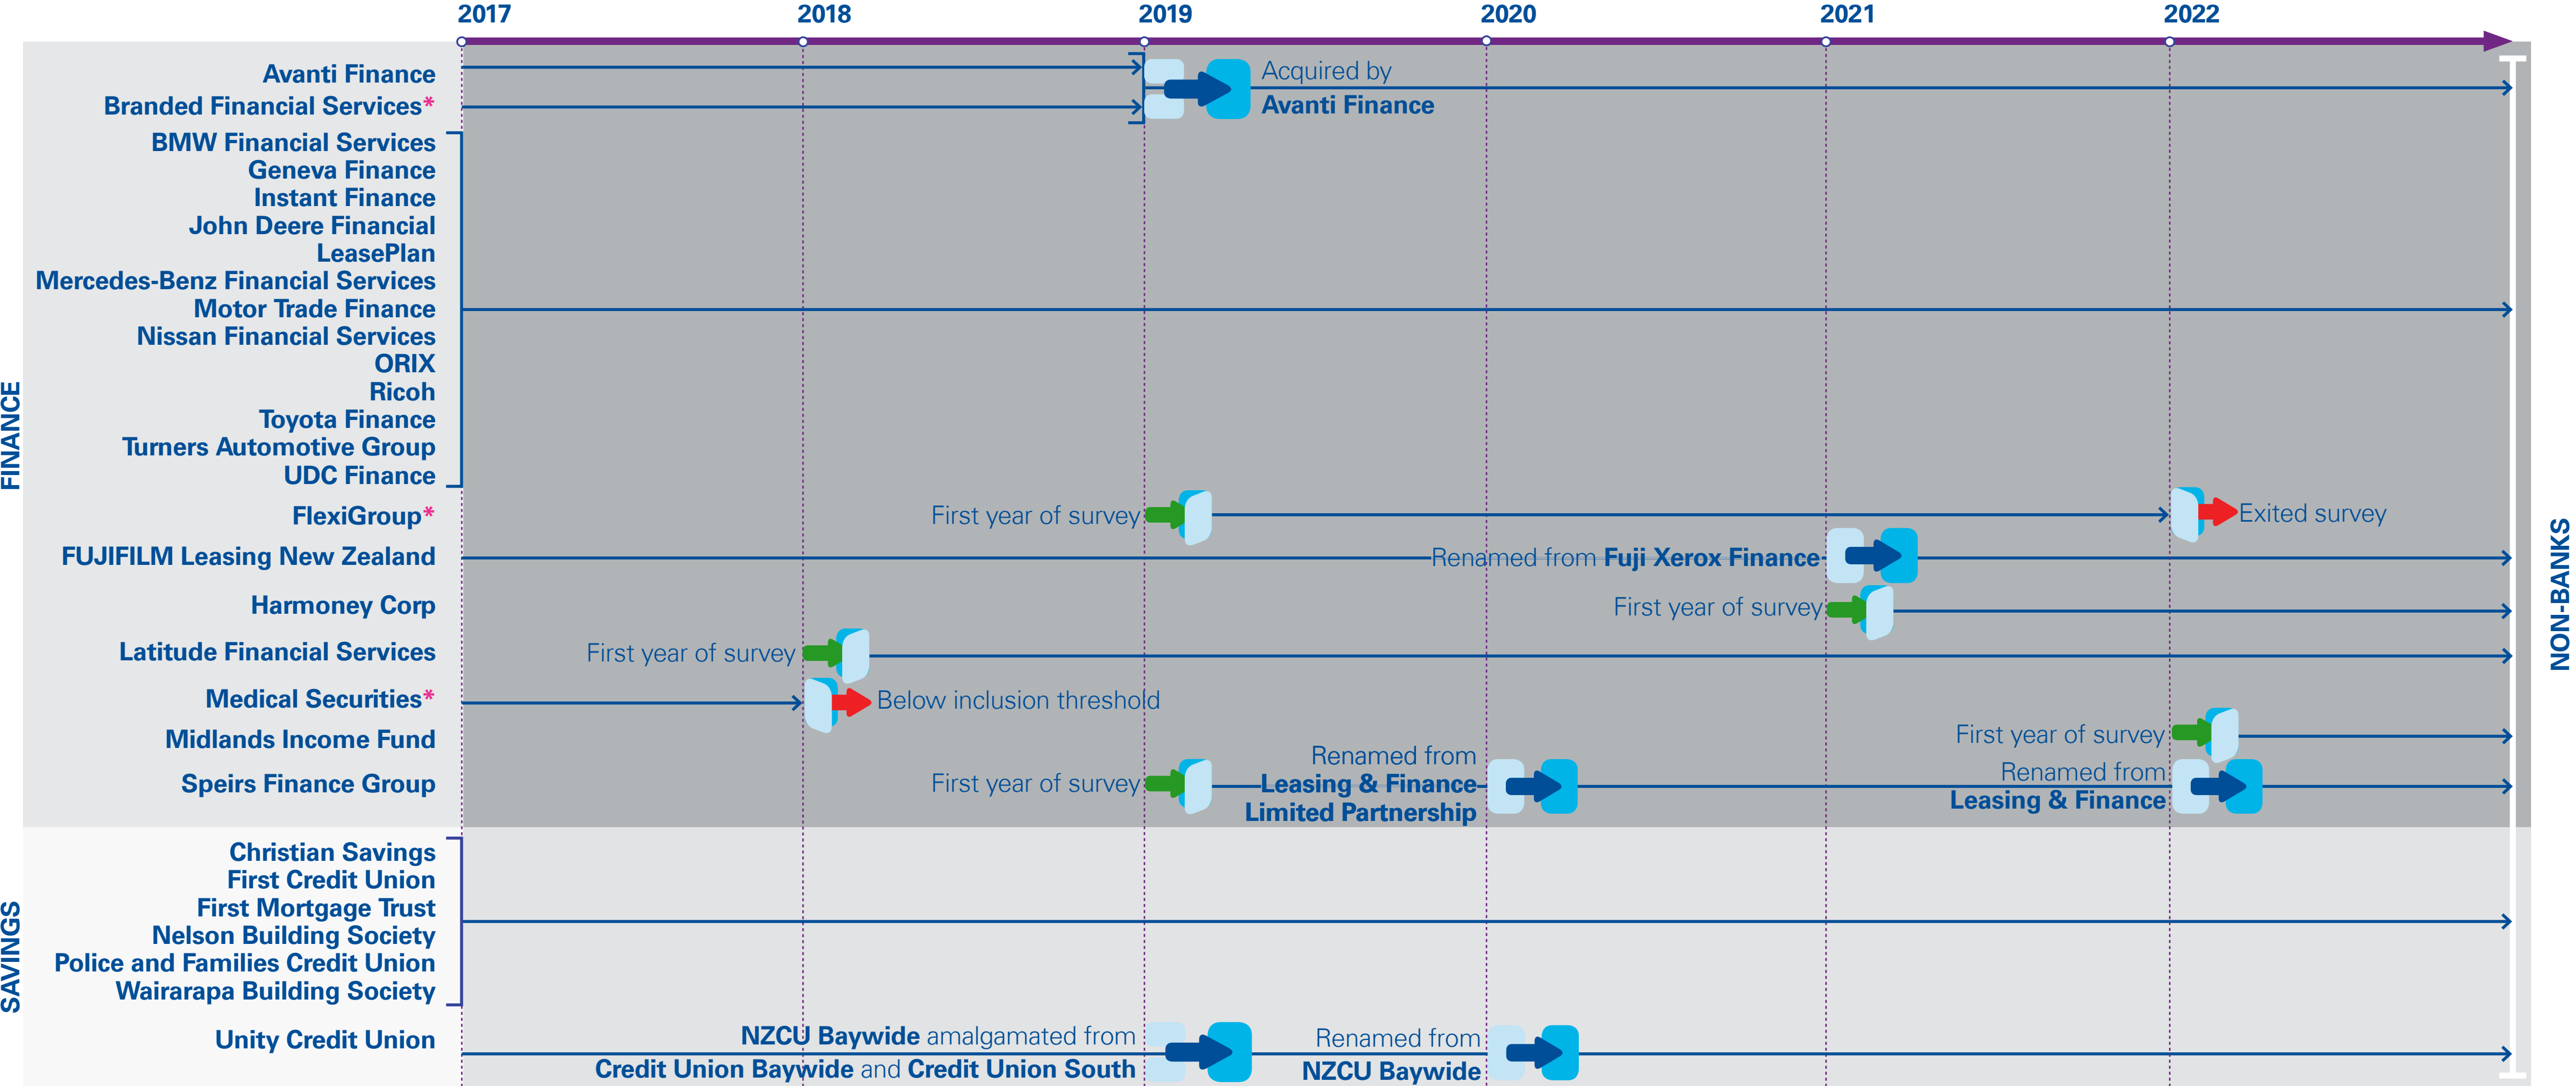 2017 2018 2019 2020 2021 2022
FINANCE
Avanti Finance
Acquired by
Avanti Finance
Branded Financial Services*
BMW Financial Services
Geneva Finance
Instant Finance
John Deere Financial
LeasePlan
Mercedes-Benz Financial Services
Motor Trade Finance
Nissan Financial Services
ORIX
Ricoh
Toyota Finance
Turners Automotive Group
UDC Finance
FlexiGroup*
First year of survey
Exited survey
FUJIFILM Leasing New Zealand
Renamed from Fuji Xerox Finance
Harmoney Corp
First year of survey
Latitude Financial Services
First year of survey
Medical Securities*
Below inclusion threshold
Midlands Income Fund
First year of survey
Speirs Finance Group
First year of survey
Renamed from
Leasing & Finance
Limited Partnership
Renamed from
Leasing & Finance
NON-BANKS
SAVINGS
Christian Savings
First Credit Union
First Mortgage Trust
Nelson Building Society
Police and Families Credit Union
Wairarapa Building Society
Unity Credit Union
NZCU Baywide amalgamated from
Credit Union Baywide and Credit Union South
Renamed from
NZCU Baywide